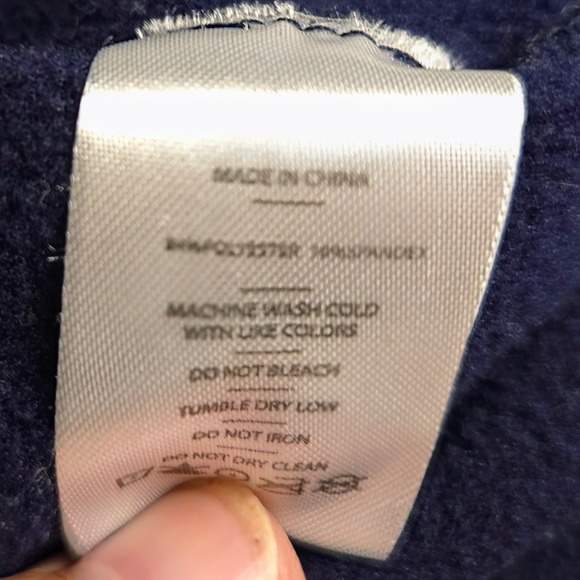 MADE IN CHINA
POLYESTER SPANDEX
MACHINE WASH COLD
WITH LIKE COLORS
DO NOT BLEACH
TUMBLE DRY LOW
DO NOT IRON
DO NOT DRY CLEAN